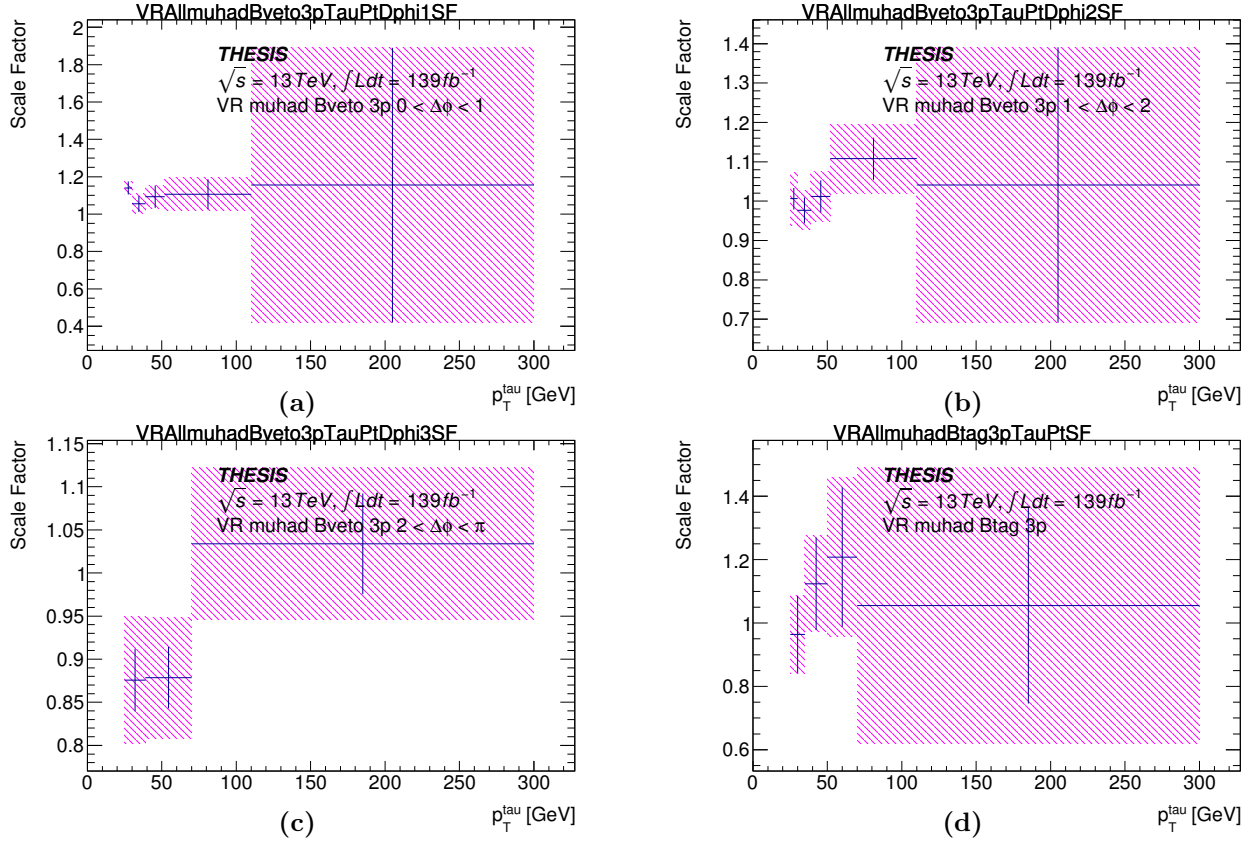 VRAllmuhadBveto3pTauPtDphi1SF
Scale Factor
THESIS
√s = 13 TeV, ∫Ldt = 139 fb⁻¹
VR muhad Bveto 3p 0 < Δϕ < 1
2
1.8
1.6
1.4
1.2
1
0.8
0.6
0.4
0 50 100 150 200 250 300
p_T^tau [GeV]
(a)
VRAllmuhadBveto3pTauPtDphi2SF
Scale Factor
THESIS
√s = 13 TeV, ∫Ldt = 139 fb⁻¹
VR muhad Bveto 3p 1 < Δϕ < 2
1.4
1.3
1.2
1.1
1
0.9
0.8
0.7
0 50 100 150 200 250 300
p_T^tau [GeV]
(b)
VRAllmuhadBveto3pTauPtDphi3SF
Scale Factor
THESIS
√s = 13 TeV, ∫Ldt = 139 fb⁻¹
VR muhad Bveto 3p 2 < Δϕ < π
1.15
1.1
1.05
1
0.95
0.9
0.85
0.8
0 50 100 150 200 250 300
p_T^tau [GeV]
(c)
VRAllmuhadBtag3pTauPtSF
Scale Factor
THESIS
√s = 13 TeV, ∫Ldt = 139 fb⁻¹
VR muhad Btag 3p
1.4
1.2
1
0.8
0.6
0 50 100 150 200 250 300
p_T^tau [GeV]
(d)